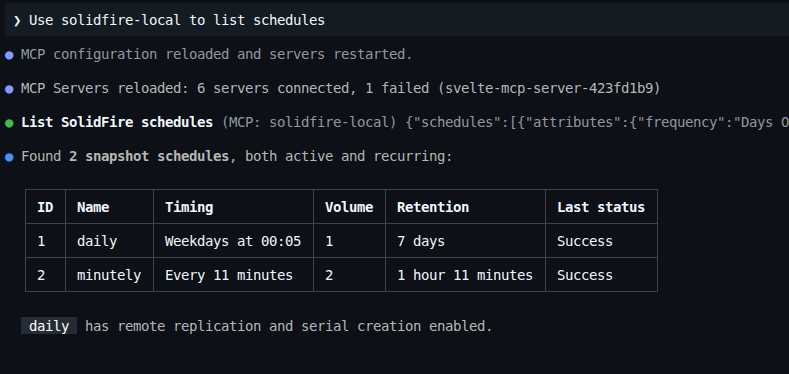 ❯ Use solidfire-local to list schedules
● MCP configuration reloaded and servers restarted.
● MCP Servers reloaded: 6 servers connected, 1 failed (svelte-mcp-server-423fd1b9)
● List SolidFire schedules (MCP: solidfire-local) {"schedules":[{"attributes":{"frequency":"Days O
● Found 2 snapshot schedules, both active and recurring:
ID Name Timing Volume Retention Last status
1 daily Weekdays at 00:05 1 7 days Success
2 minutely Every 11 minutes 2 1 hour 11 minutes Success
daily has remote replication and serial creation enabled.